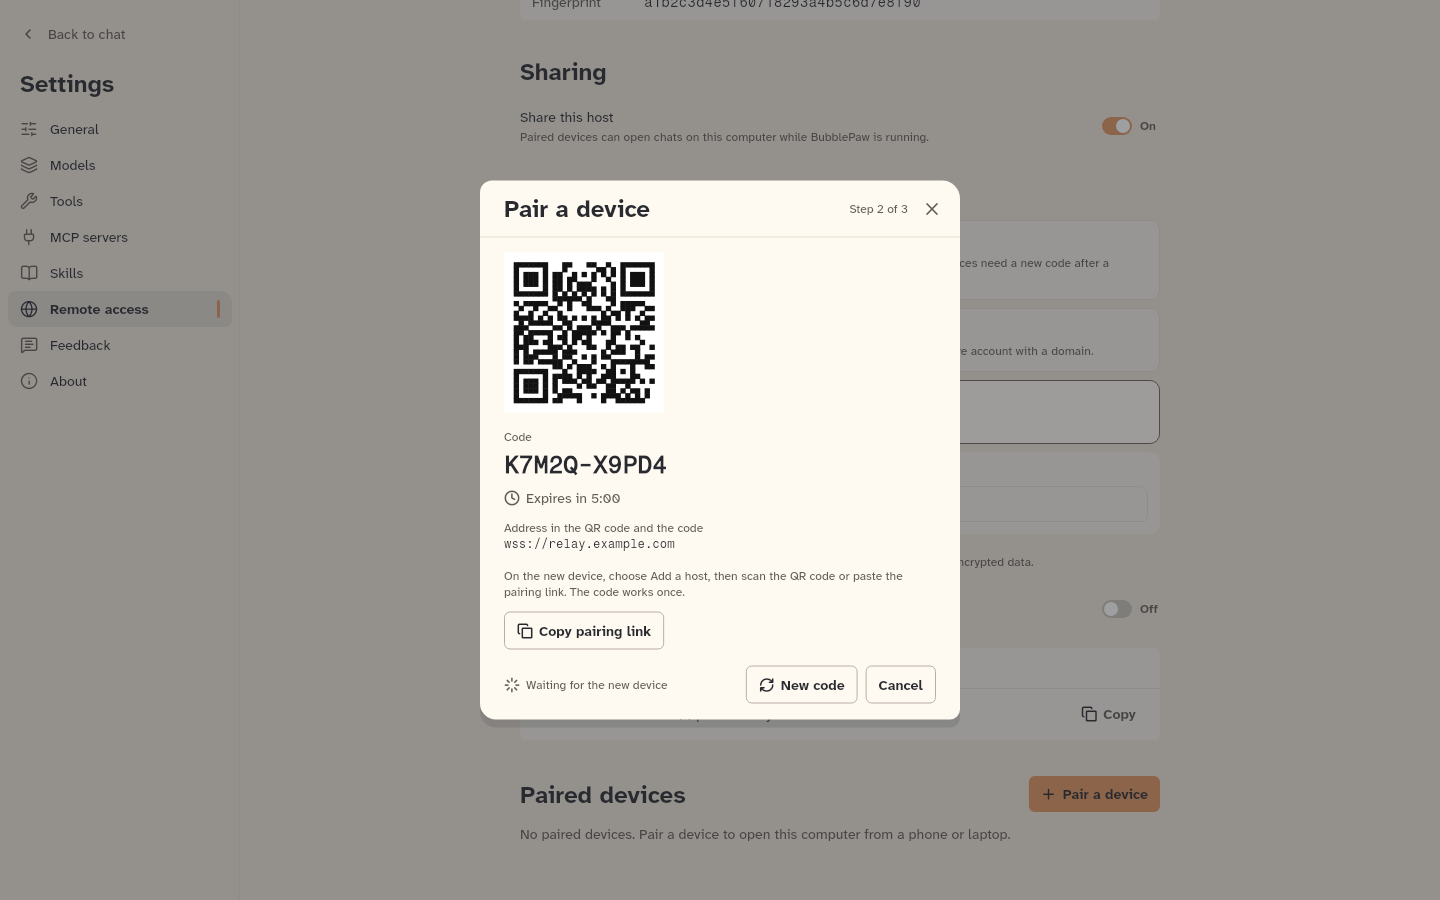 Back to chat
Settings
General
Models
Tools
MCP servers
Skills
Remote access
Feedback
About
Fingerprint
Sharing
Share this host
Paired devices can open chats on this computer while BubblePaw is running.
On
need a new code after a
account with a domain.
data.
Off
Copy
Paired devices
Pair a device
No paired devices. Pair a device to open this computer from a phone or laptop.
Pair a device
Step 2 of 3
Code
K7M2Q-X9PD4
Expires in 5:00
Address in the QR code and the code
wss://relay.example.com
On the new device, choose Add a host, then scan the QR code or paste the
pairing link. The code works once.
Copy pairing link
Waiting for the new device
New code
Cancel